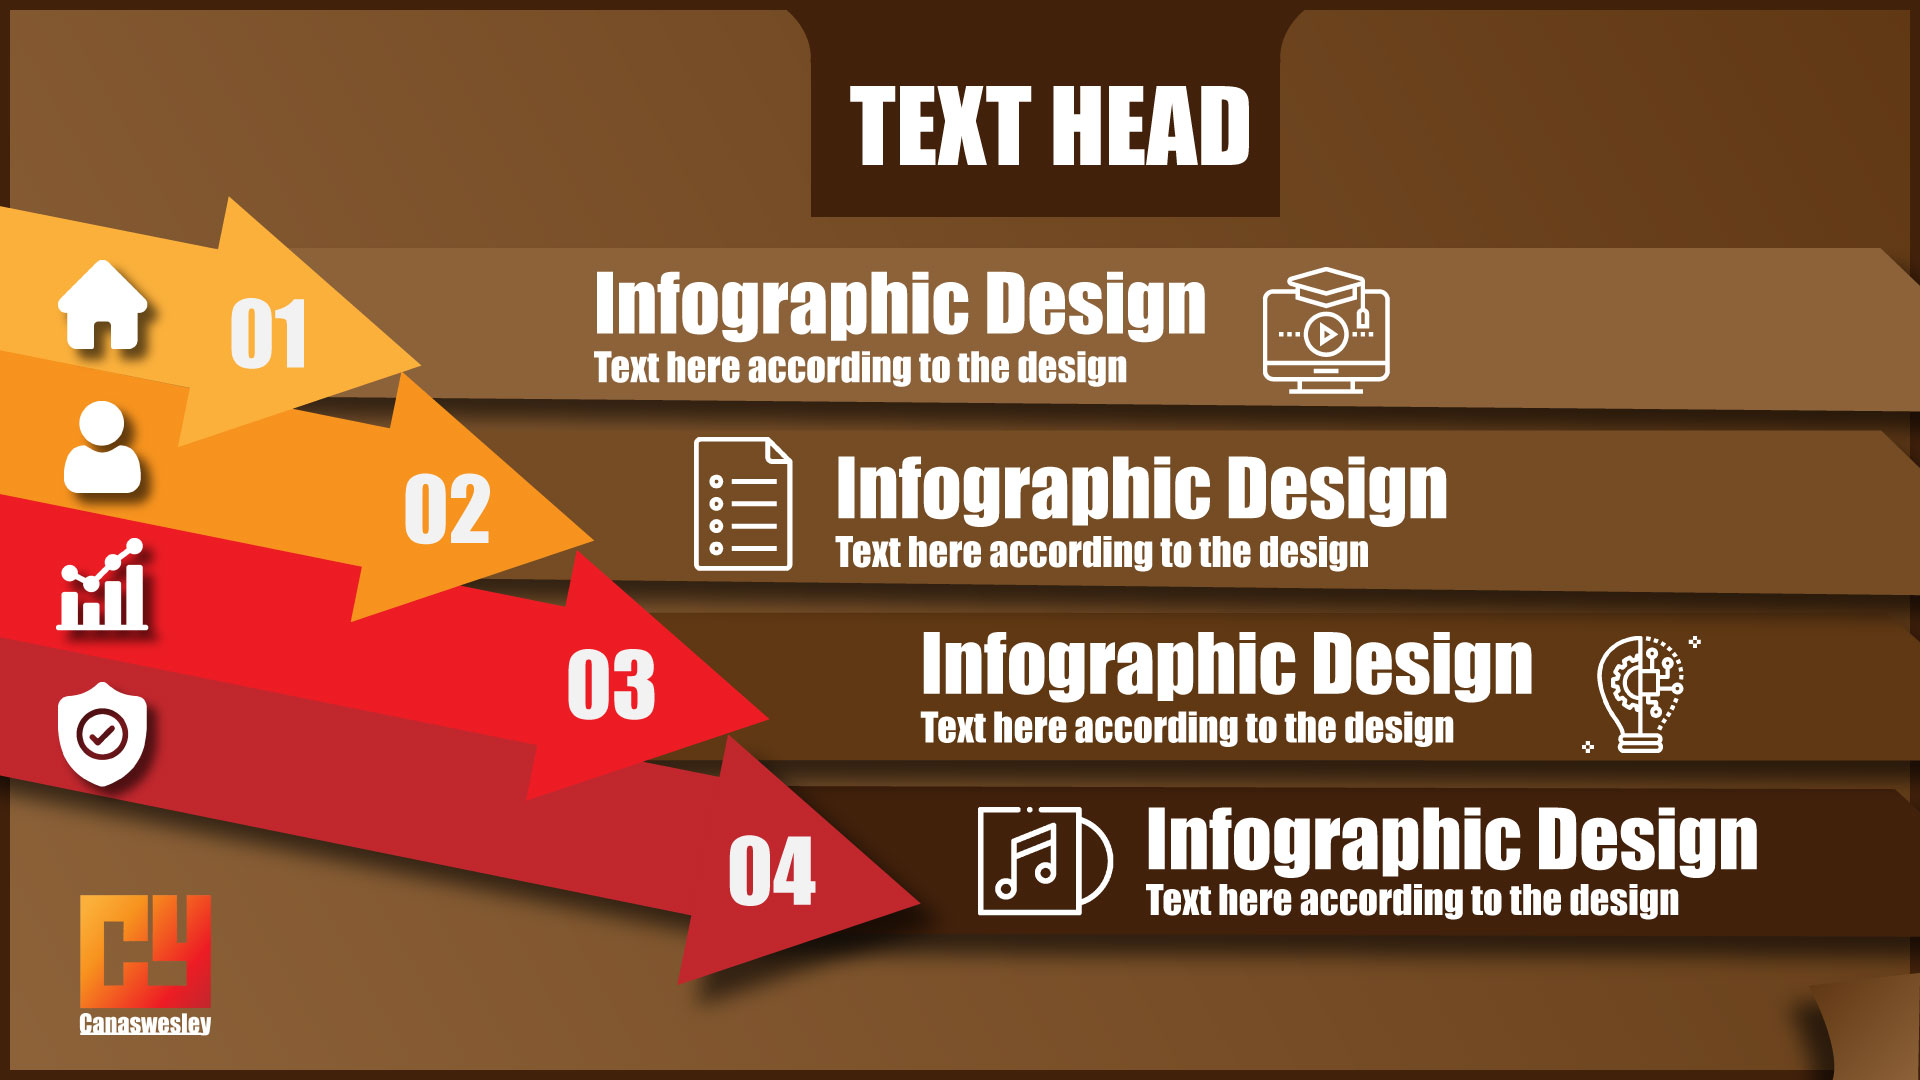 TEXT HEAD
01
Infographic Design
Text here according to the design
02
Infographic Design
Text here according to the design
03
Infographic Design
Text here according to the design
04
Infographic Design
Text here according to the design
CY
Canaswesley